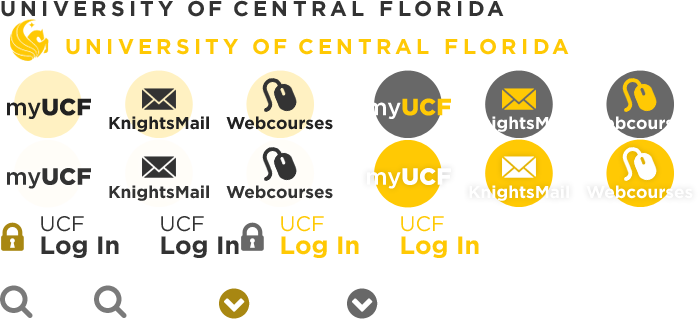 UNIVERSITY OF CENTRAL FLORIDA
UNIVERSITY OF CENTRAL FLORIDA
myUCF KnightsMail Webcourses myUCF KnightsMail Webcourses
myUCF KnightsMail Webcourses myUCF KnightsMail Webcourses
UCF UCF UCF UCF
Log In Log In Log In Log In